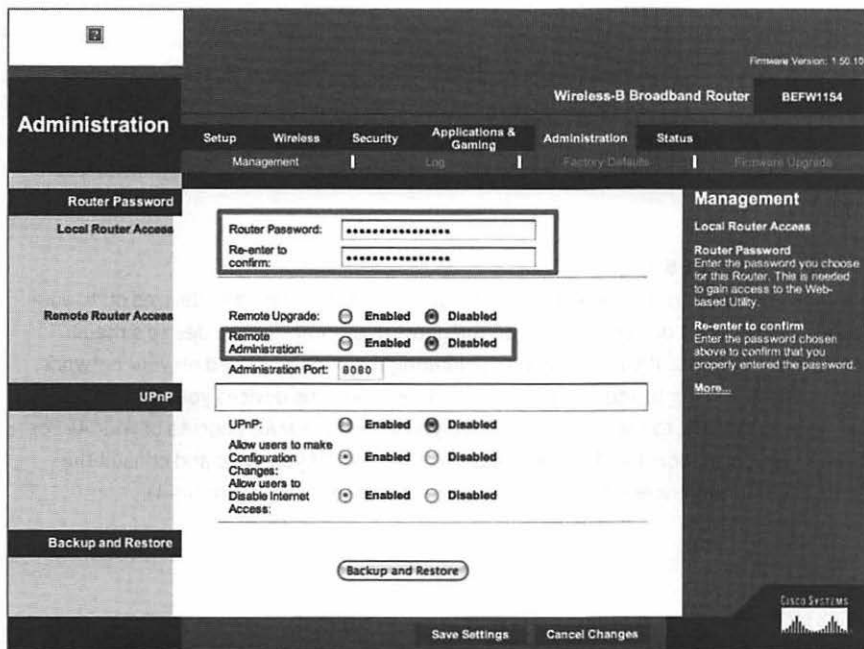 Firmware Version: 1.50.10
Wireless-B Broadband Router BEFW11S4
Administration
Setup Wireless Security Applications & Gaming Administration Status
Management Log Factory Defaults Firmware Upgrade
Router Password
Local Router Access
Router Password: ••••••••••••••••
Re-enter to
confirm: ••••••••••••••••
Remote Router Access
Remote Upgrade: Enabled Disabled
Remote
Administration: Enabled Disabled
Administration Port: 8080
UPnP
UPnP: Enabled Disabled
Allow users to make
Configuration
Changes: Enabled Disabled
Allow users to
Disable Internet
Access: Enabled Disabled
Backup and Restore
Backup and Restore
Management
Local Router Access
Router Password
Enter the password you choose
for this Router. This is needed
to gain access to the Web-
based Utility.
Re-enter to confirm
Enter the password chosen
above to confirm that you
properly entered the password.
More...
Save Settings Cancel Changes
CISCO SYSTEMS